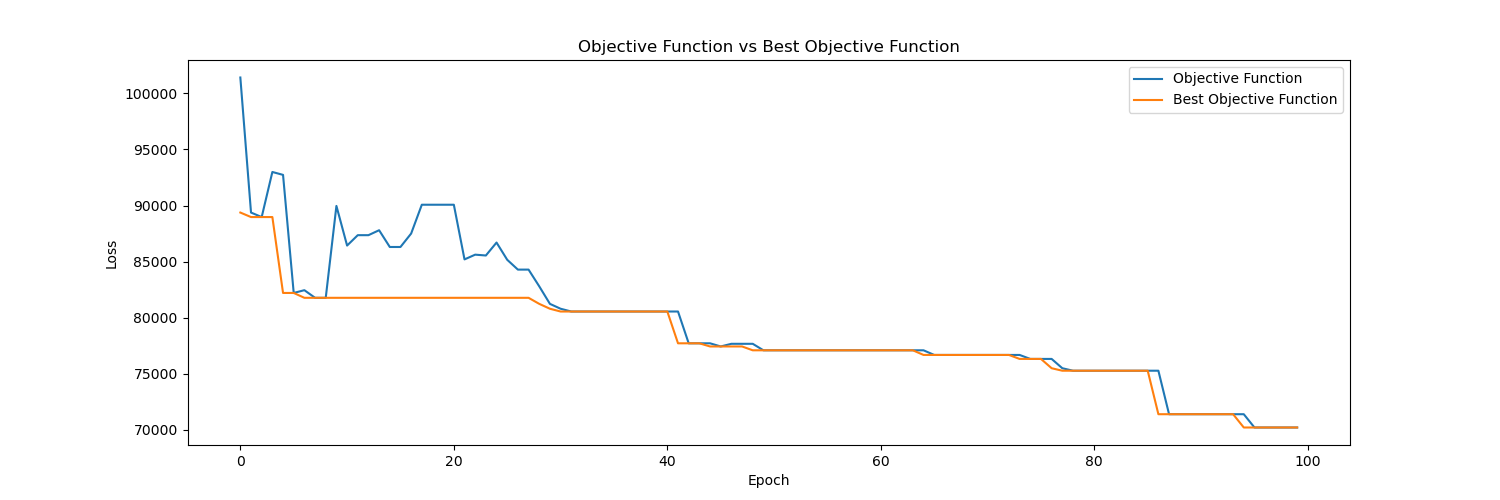 Objective Function vs Best Objective Function
Objective Function
Best Objective Function
100000
95000
90000
85000
80000
75000
70000
Loss
0 20 40 60 80 100
Epoch